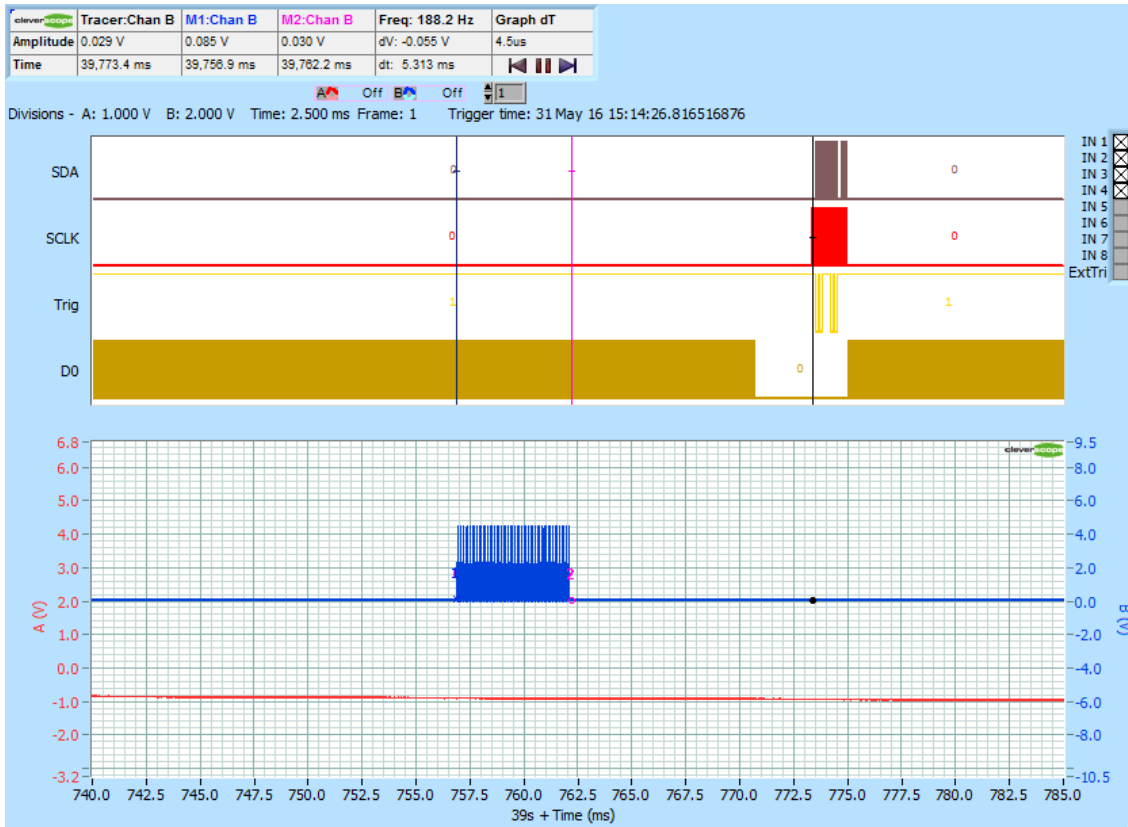 cleverscope Tracer:Chan B M1:Chan B M2:Chan B Freq: 188.2 Hz Graph dT
Amplitude 0.029 V 0.085 V 0.030 V dV: -0.055 V 4.5us
Time 39,773.4 ms 39,756.9 ms 39,762.2 ms dt: 5.313 ms
A Off B Off 1
Divisions - A: 1.000 V B: 2.000 V Time: 2.500 ms Frame: 1 Trigger time: 31 May 16 15:14:26.816516876
IN 1
SDA 0 0 IN 2
IN 3
IN 4
IN 5
SCLK 0 0 IN 6
IN 7
IN 8
ExtTri
Trig 1 1
D0 0
6.8 cleverscope 9.5
6.0 8.0
5.0 6.0
4.0 4.0
3.0 1 2 2.0
2.0 0.0
A (V) B (V)
1.0 -2.0
0.0 -4.0
-1.0 -6.0
-2.0 -8.0
-3.2 -10.5
740.0 742.5 745.0 747.5 750.0 752.5 755.0 757.5 760.0 762.5 765.0 767.5 770.0 772.5 775.0 777.5 780.0 782.5 785.0
39s + Time (ms)